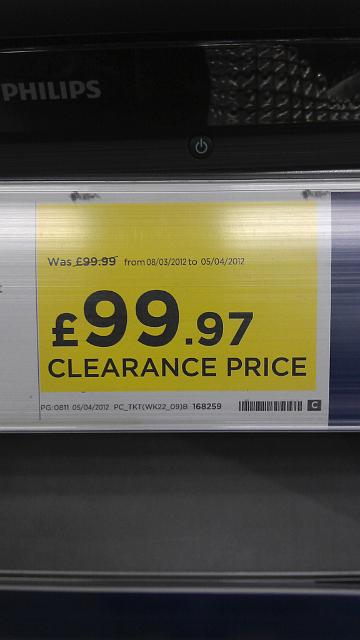 PHILIPS
Was £99.99 from 08/03/2012 to 05/04/2012
£99.97
CLEARANCE PRICE
PG:0811 05/04/2012 PC_TKT(WK22_09)B 168259 C